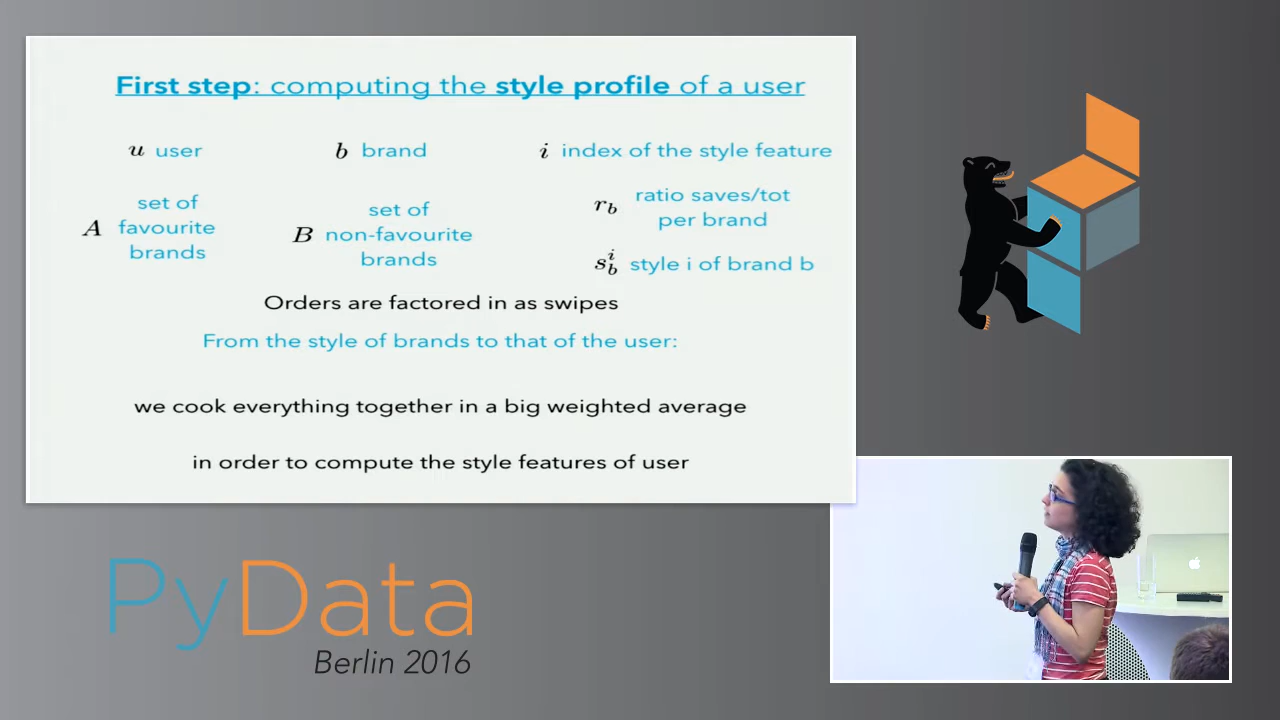 First step: computing the style profile of a user
u user
b brand
i index of the style feature
A set of
favourite
brands
B set of
non-favourite
brands
r_b ratio saves/tot
per brand
s_b^i style i of brand b
Orders are factored in as swipes
From the style of brands to that of the user:
we cook everything together in a big weighted average
in order to compute the style features of user
PyData
Berlin 2016